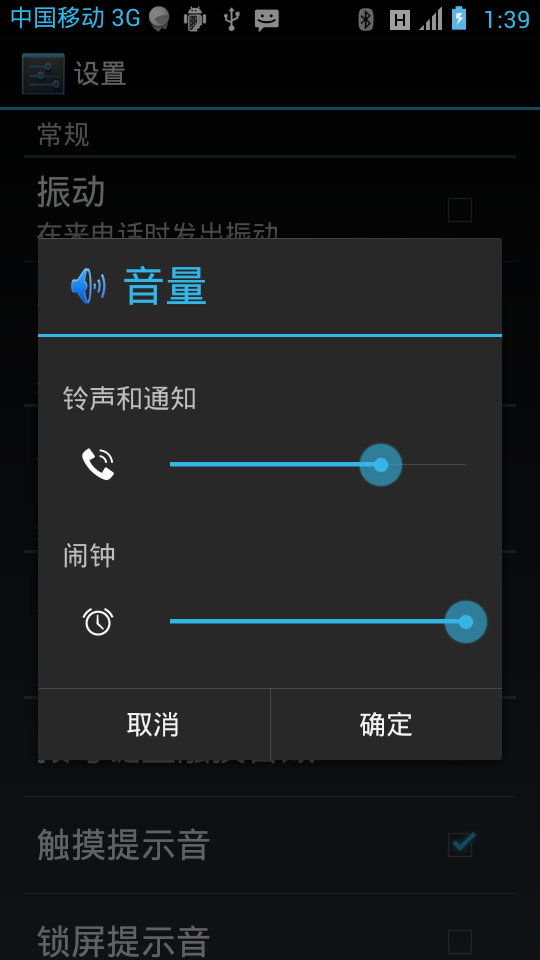 中国移动 3G H 1:39
设置
常规
振动
在来电话时发出振动
音量
铃声和通知
闹钟
取消 确定
触摸提示音
锁屏提示音